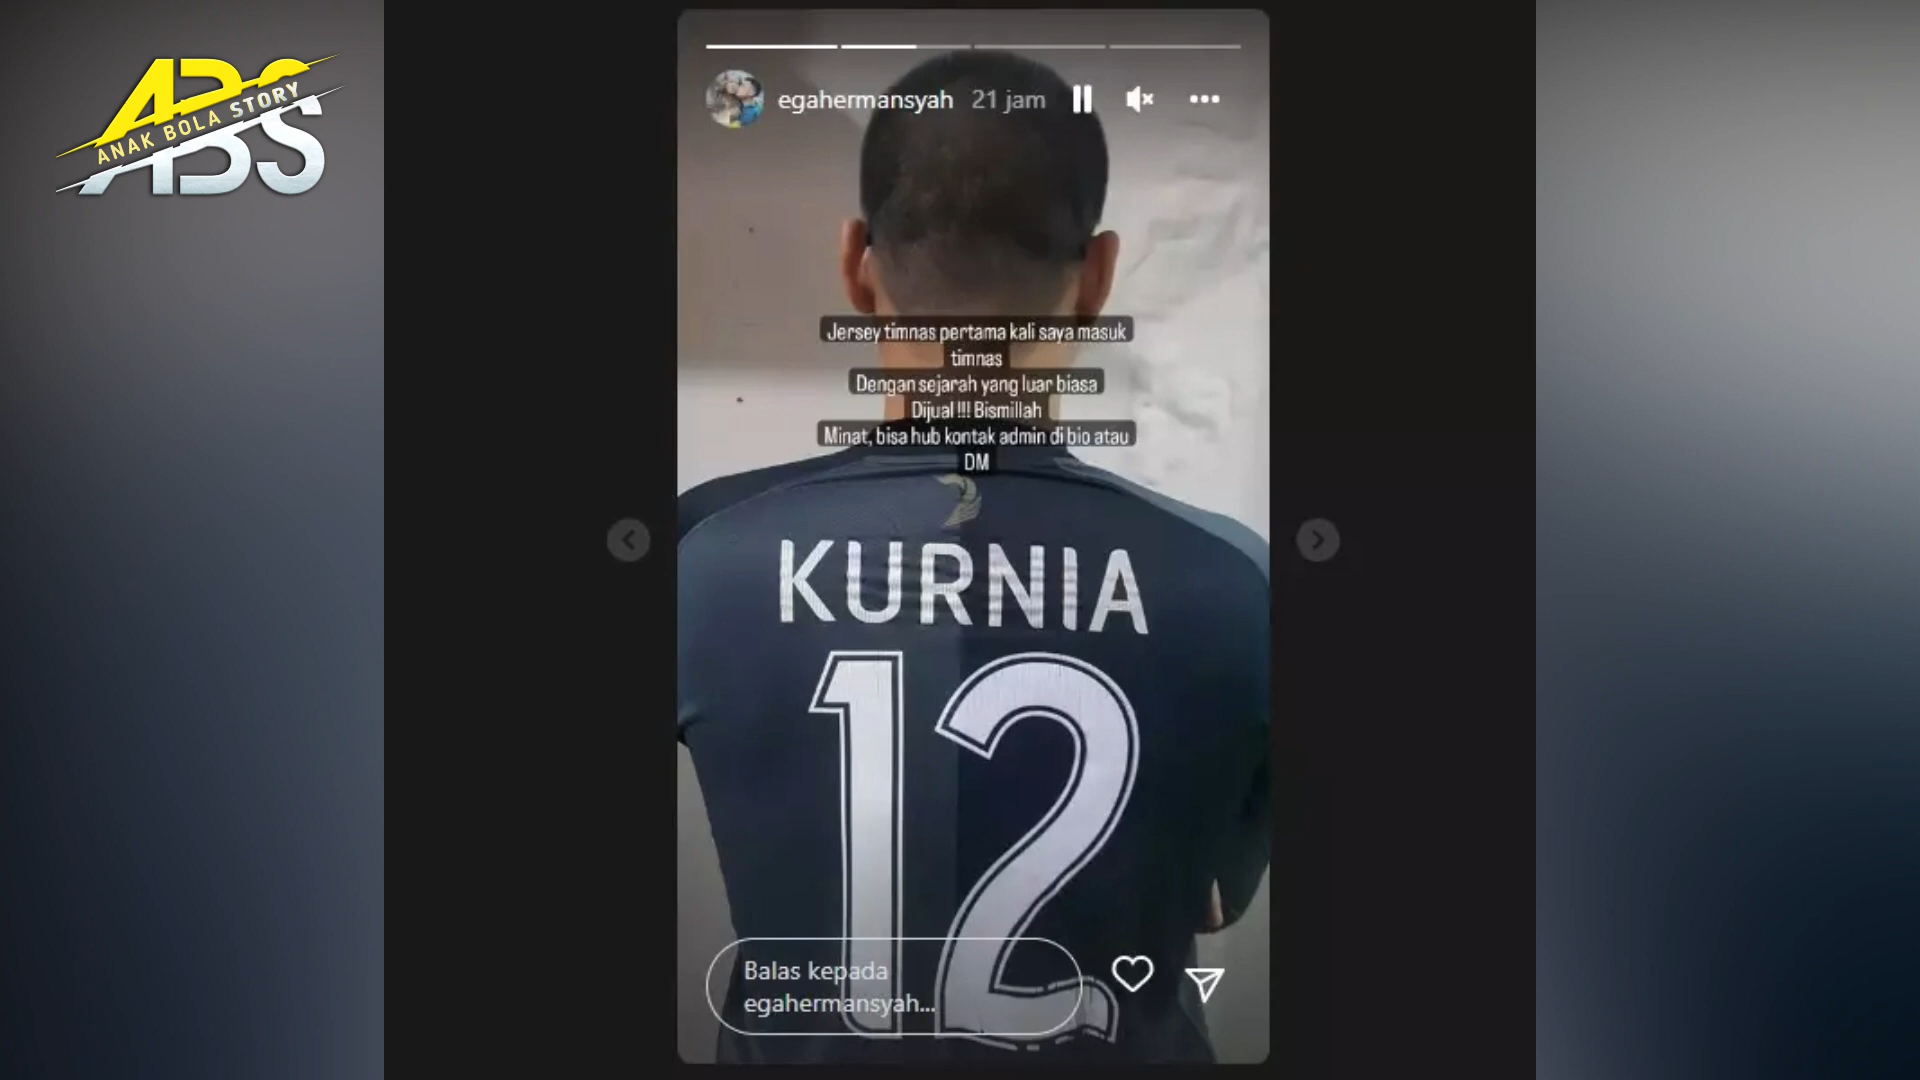 ABS
ANAK BOLA STORY
egahermansyah 21 jam
Jersey timnas pertama kali saya masuk
timnas
Dengan sejarah yang luar biasa
Dijual !!! Bismillah
Minat, bisa hub kontak admin di bio atau
DM
KURNIA
12
Balas kepada
egahermansyah...